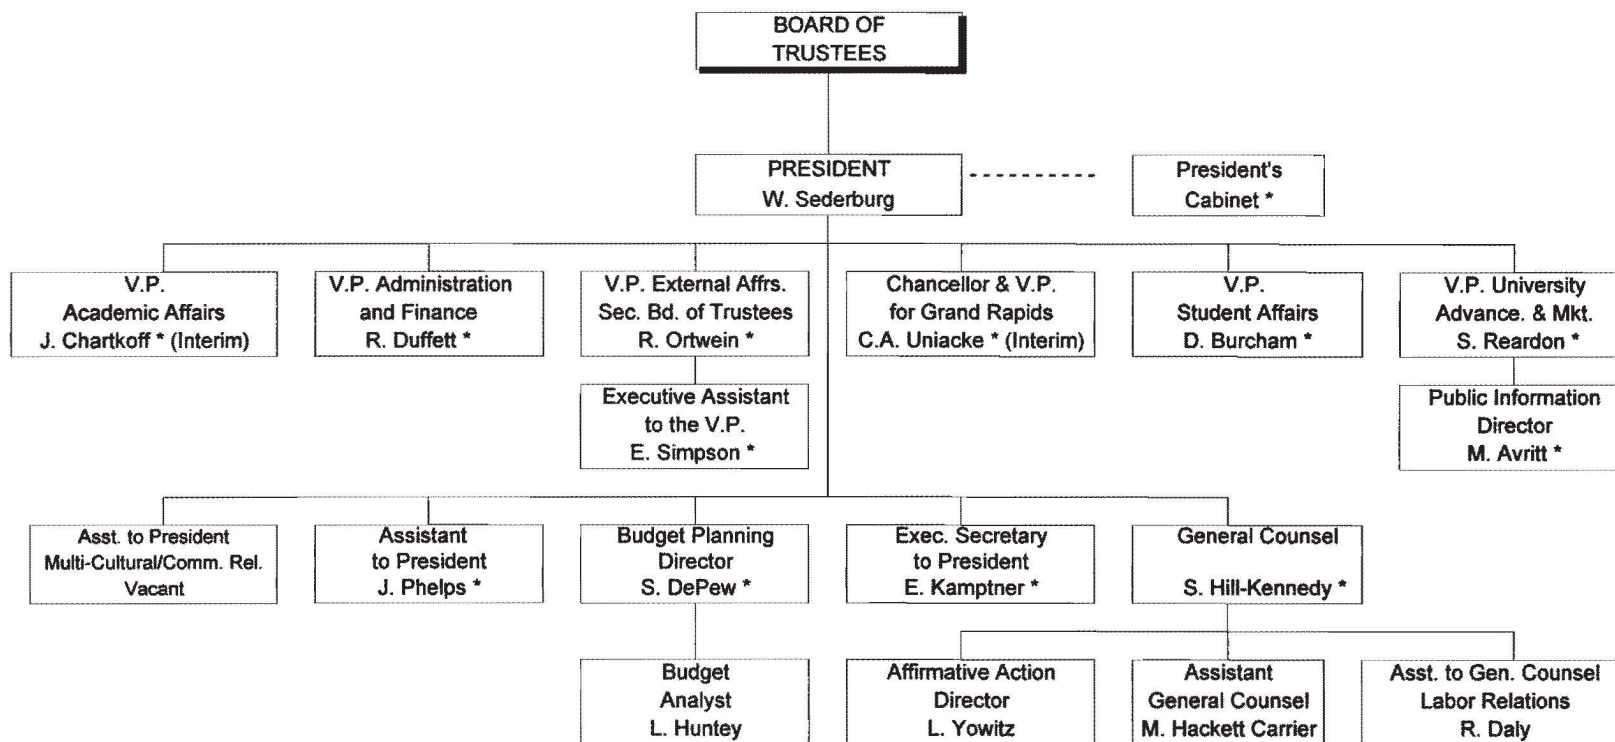 BOARD OF
TRUSTEES
PRESIDENT
W. Sederburg
President's
Cabinet *
V.P.
Academic Affairs
J. Chartkoff * (Interim)
V.P. Administration
and Finance
R. Duffett *
V.P. External Affrs.
Sec. Bd. of Trustees
R. Ortwein *
Chancellor & V.P.
for Grand Rapids
C.A. Uniacke * (Interim)
V.P.
Student Affairs
D. Burcham *
V.P. University
Advance. & Mkt.
S. Reardon *
Executive Assistant
to the V.P.
E. Simpson *
Public Information
Director
M. Avritt *
Asst. to President
Multi-Cultural/Comm. Rel.
Vacant
Assistant
to President
J. Phelps *
Budget Planning
Director
S. DePew *
Exec. Secretary
to President
E. Kamptner *
General Counsel
S. Hill-Kennedy *
Budget
Analyst
L. Huntey
Affirmative Action
Director
L. Yowitz
Assistant
General Counsel
M. Hackett Carrier
Asst. to Gen. Counsel
Labor Relations
R. Daly